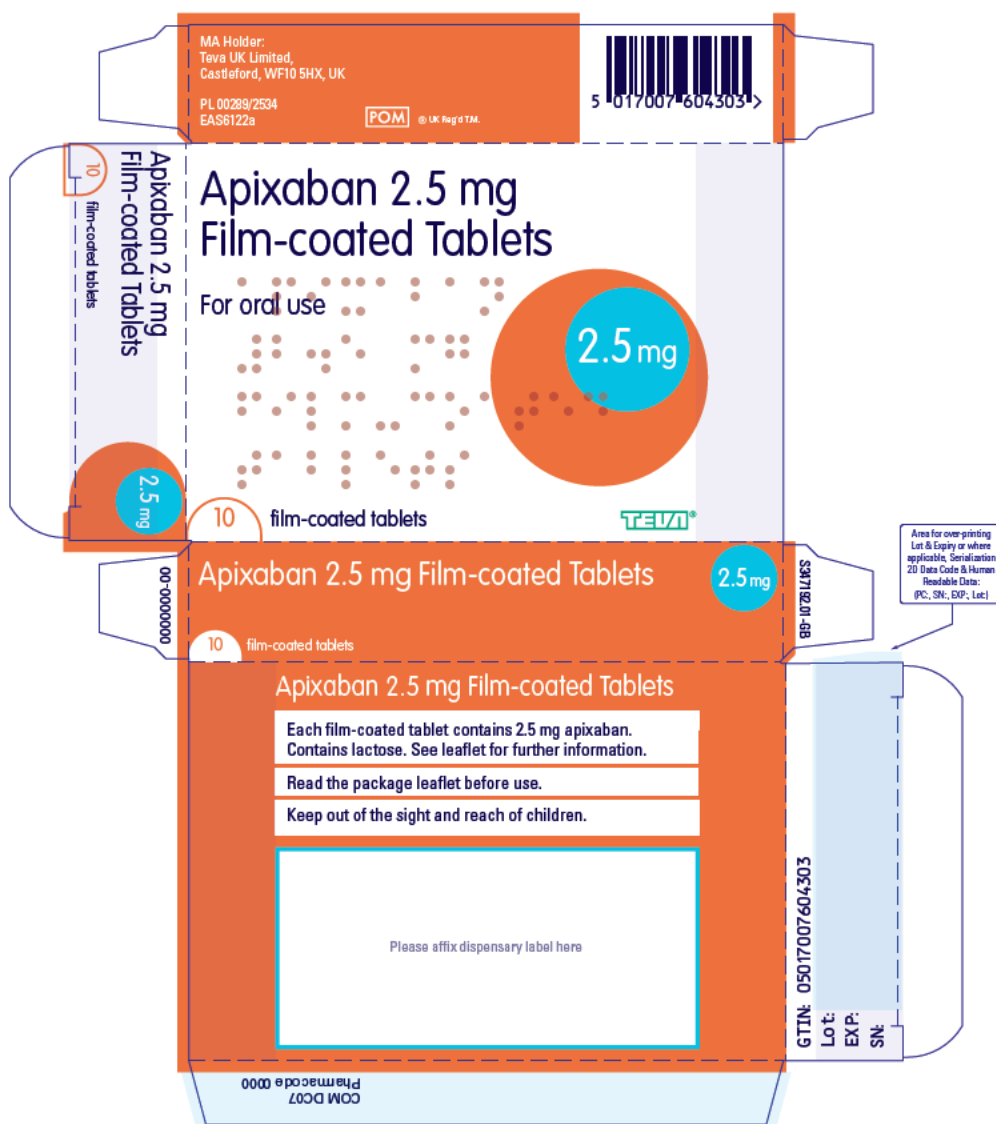 MA Holder:
Teva UK Limited,
Castleford, WF10 5HX, UK
PL 00289/2534
EAS6122a
POM ® UK Reg'd T.M.
5 017007 604303 >
Apixaban 2.5 mg
Film-coated Tablets
10 film-coated tablets
2.5 mg
Apixaban 2.5 mg
Film-coated Tablets
For oral use
2.5 mg
10 film-coated tablets
TEVA®
00-0000000
Apixaban 2.5 mg Film-coated Tablets
2.5 mg
10 film-coated tablets
S347192.01-GB
Area for over-printing
Lot & Expiry or where
applicable, Serialization
2D Data Code & Human
Readable Data:
(PC:, SN:, EXP:, Lot:)
Apixaban 2.5 mg Film-coated Tablets
Each film-coated tablet contains 2.5 mg apixaban.
Contains lactose. See leaflet for further information.
Read the package leaflet before use.
Keep out of the sight and reach of children.
Please affix dispensary label here
GTIN: 05017007604303
Lot:
EXP:
SN:
COM DC07
Pharmacode 0000